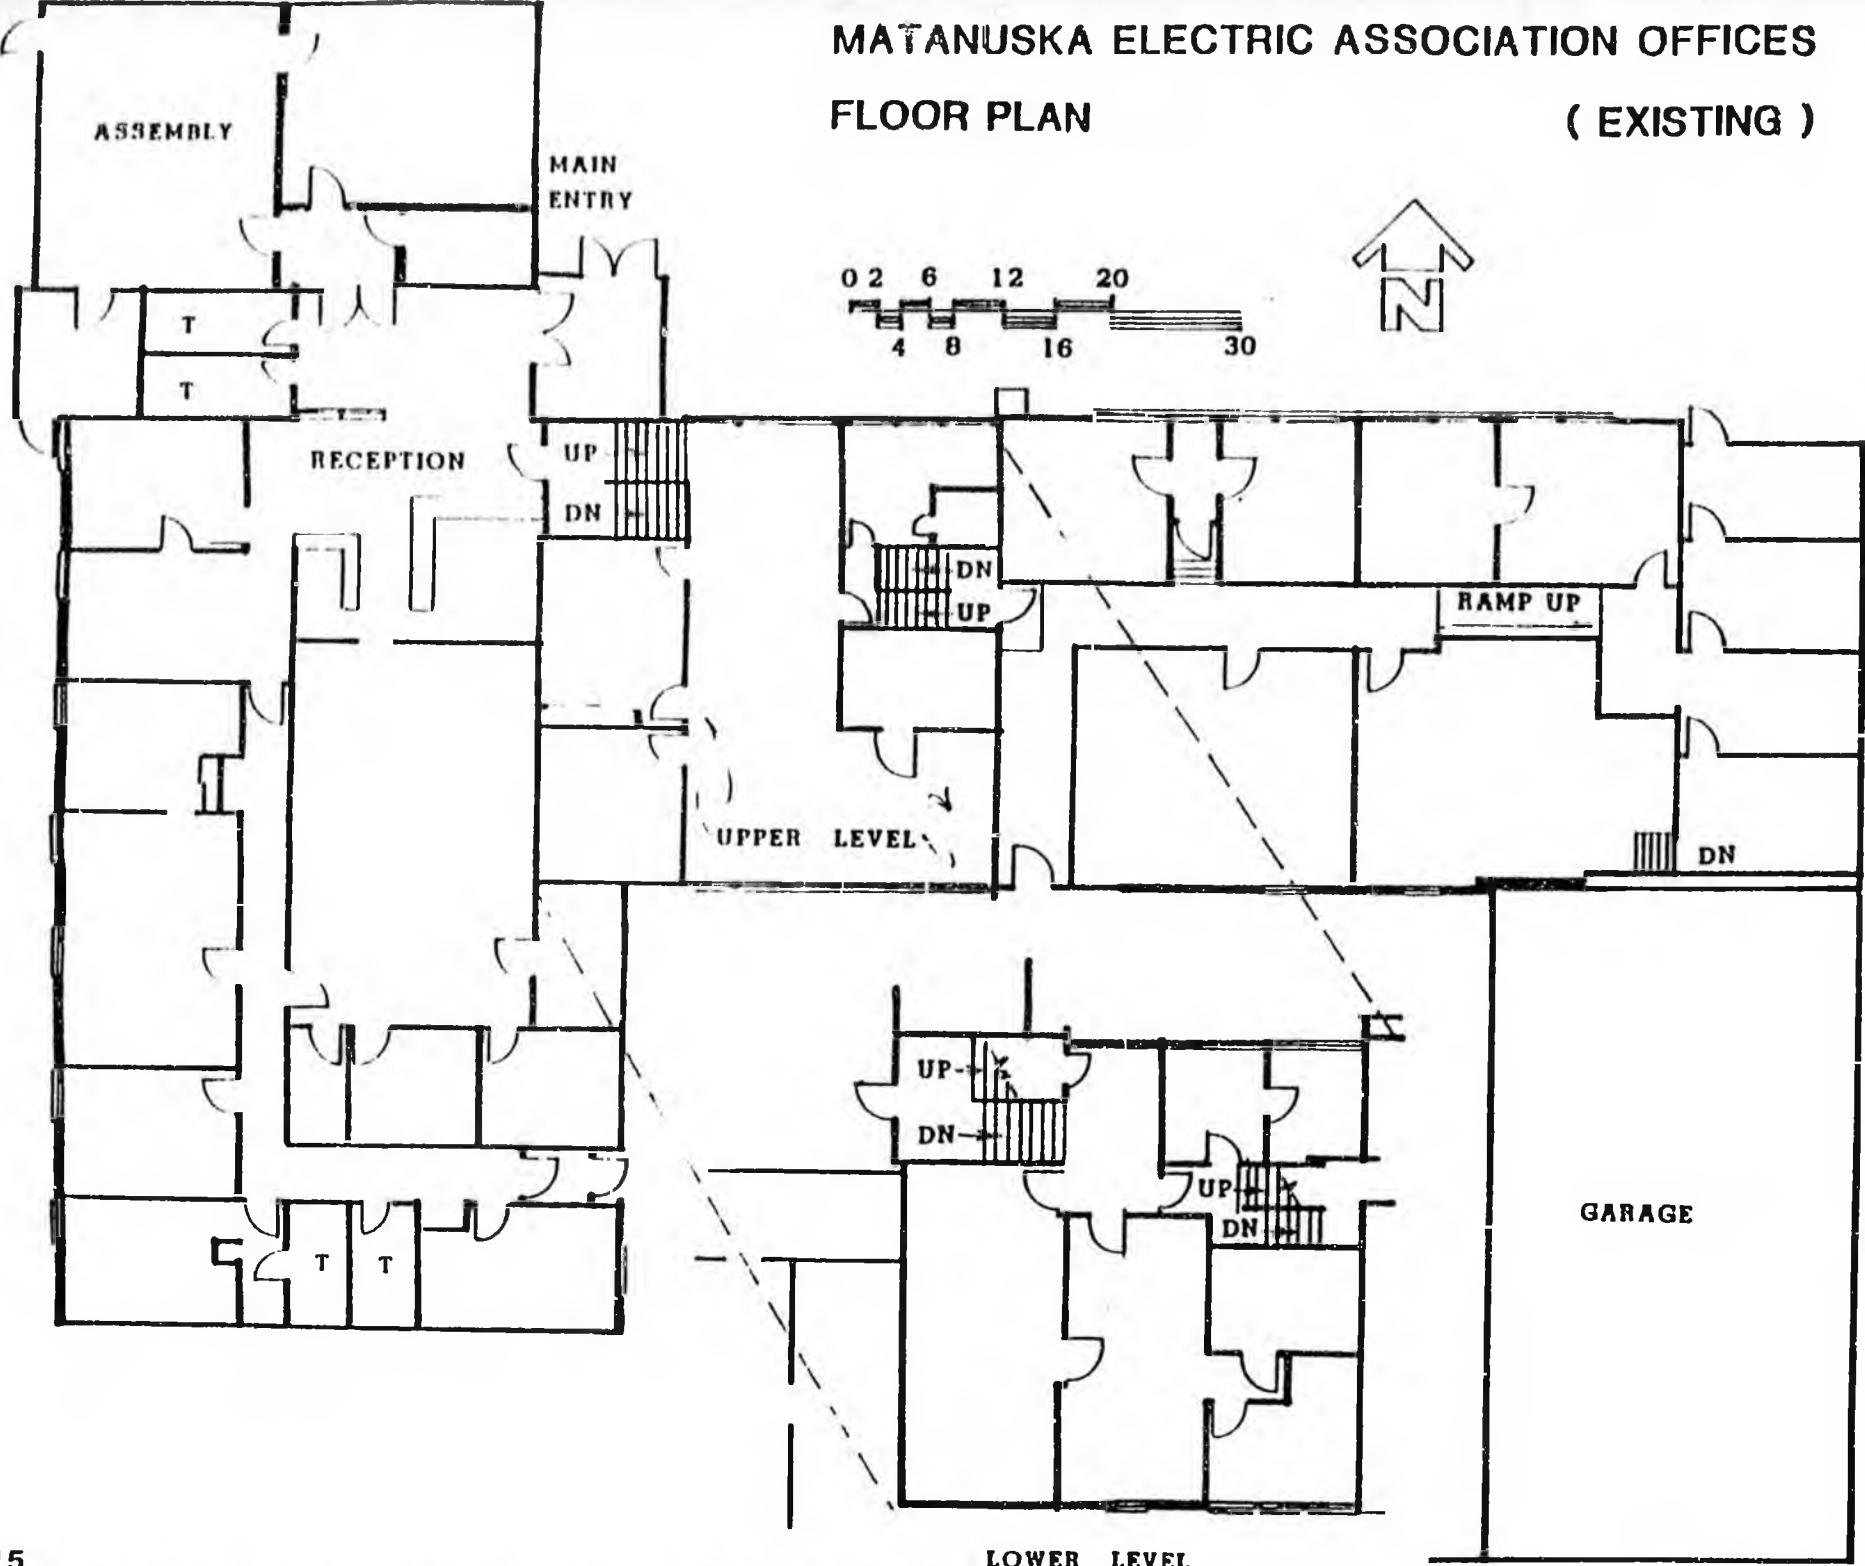 MATANUSKA ELECTRIC ASSOCIATION OFFICES
FLOOR PLAN ( EXISTING )
ASSEMBLY
MAIN
ENTRY
0 2 6 12 20
4 8 16 30
N
T
T
RECEPTION
UP
DN
DN
UP
RAMP UP
UPPER LEVEL
DN
UP
DN
UP
DN
GARAGE
T
T
LOWER LEVEL
5